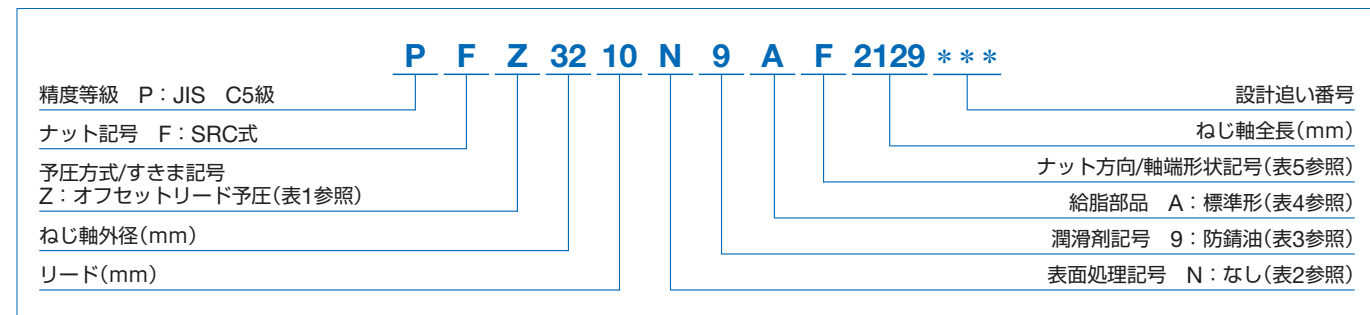 P F Z 32 10 N 9 A F 2129 ***
精度等級 P：JIS C5級
ナット記号 F：SRC式
予圧方式/すきま記号
Z：オフセットリード予圧(表1参照)
ねじ軸外径(mm)
リード(mm)
設計追い番号
ねじ軸全長(mm)
ナット方向/軸端形状記号(表5参照)
給脂部品 A：標準形(表4参照)
潤滑剤記号 9：防錆油(表3参照)
表面処理記号 N：なし(表2参照)